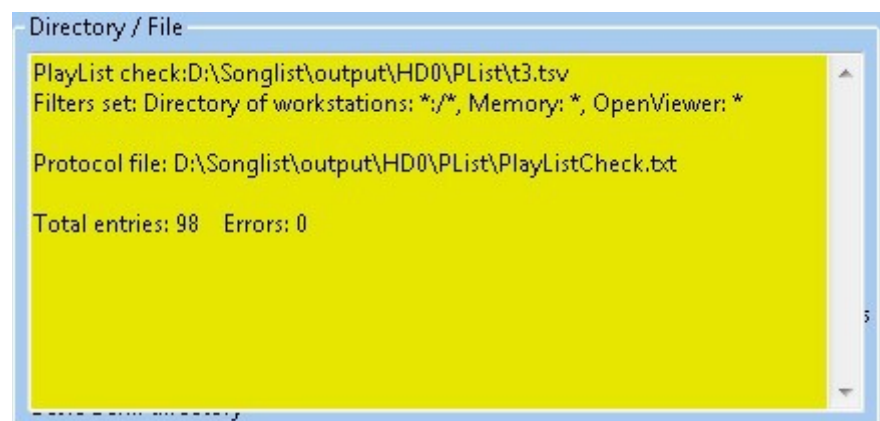 Directory / File
PlayList check:D:\Songlist\output\HD0\PList\t3.tsv
Filters set: Directory of workstations: *:/*, Memory: *, OpenViewer: *
Protocol file: D:\Songlist\output\HD0\PList\PlayListCheck.txt
Total entries: 98 Errors: 0